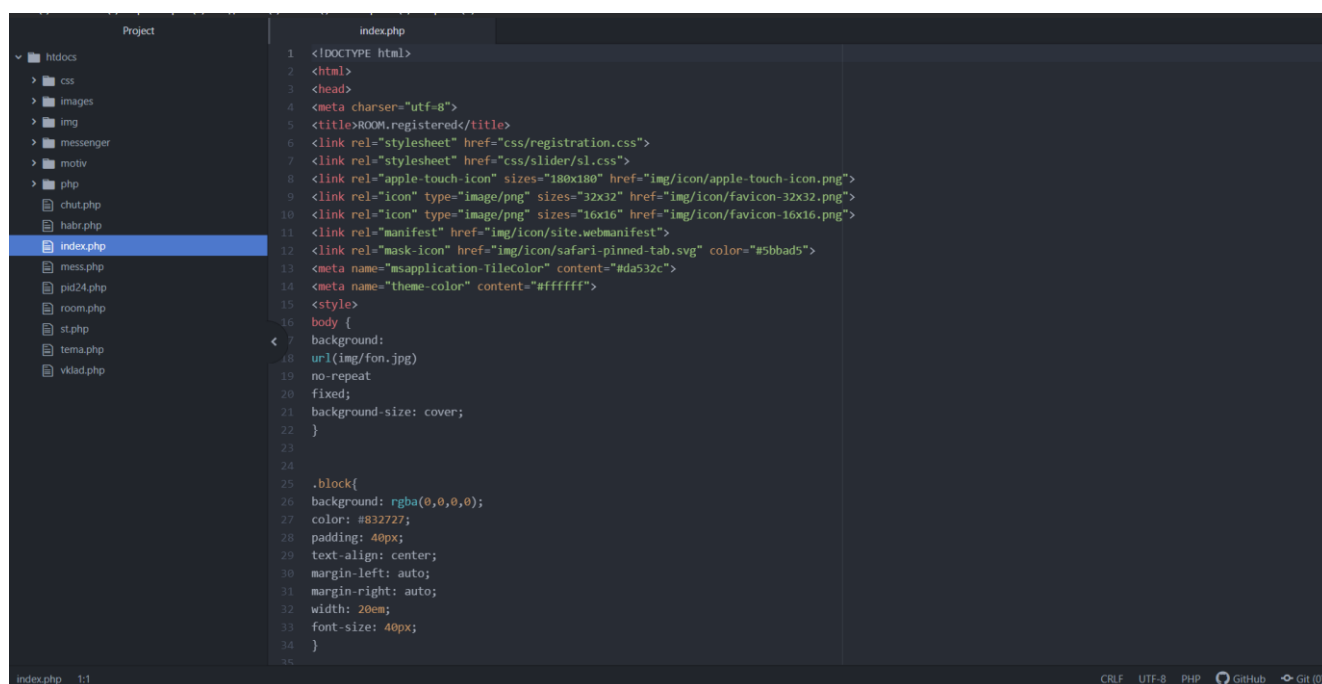 Project
index.php
htdocs
css
images
img
messenger
motiv
php
chut.php
habr.php
index.php
mess.php
pid24.php
room.php
st.php
tema.php
vklad.php
1 <!DOCTYPE html>
2 <html>
3 <head>
4 <meta charser="utf=8">
5 <title>ROOM.registered</title>
6 <link rel="stylesheet" href="css/registration.css">
7 <link rel="stylesheet" href="css/slider/sl.css">
8 <link rel="apple-touch-icon" sizes="180x180" href="img/icon/apple-touch-icon.png">
9 <link rel="icon" type="image/png" sizes="32x32" href="img/icon/favicon-32x32.png">
10 <link rel="icon" type="image/png" sizes="16x16" href="img/icon/favicon-16x16.png">
11 <link rel="manifest" href="img/icon/site.webmanifest">
12 <link rel="mask-icon" href="img/icon/safari-pinned-tab.svg" color="#5bbad5">
13 <meta name="msapplication-TileColor" content="#da532c">
14 <meta name="theme-color" content="#ffffff">
15 <style>
16 body {
7 background:
18 url(img/fon.jpg)
19 no-repeat
20 fixed;
21 background-size: cover;
22 }
23
24
25 .block{
26 background: rgba(0,0,0,0);
27 color: #832727;
28 padding: 40px;
29 text-align: center;
30 margin-left: auto;
31 margin-right: auto;
32 width: 20em;
33 font-size: 40px;
34 }
35
index.php 1:1 CRLF UTF-8 PHP GitHub Git (0